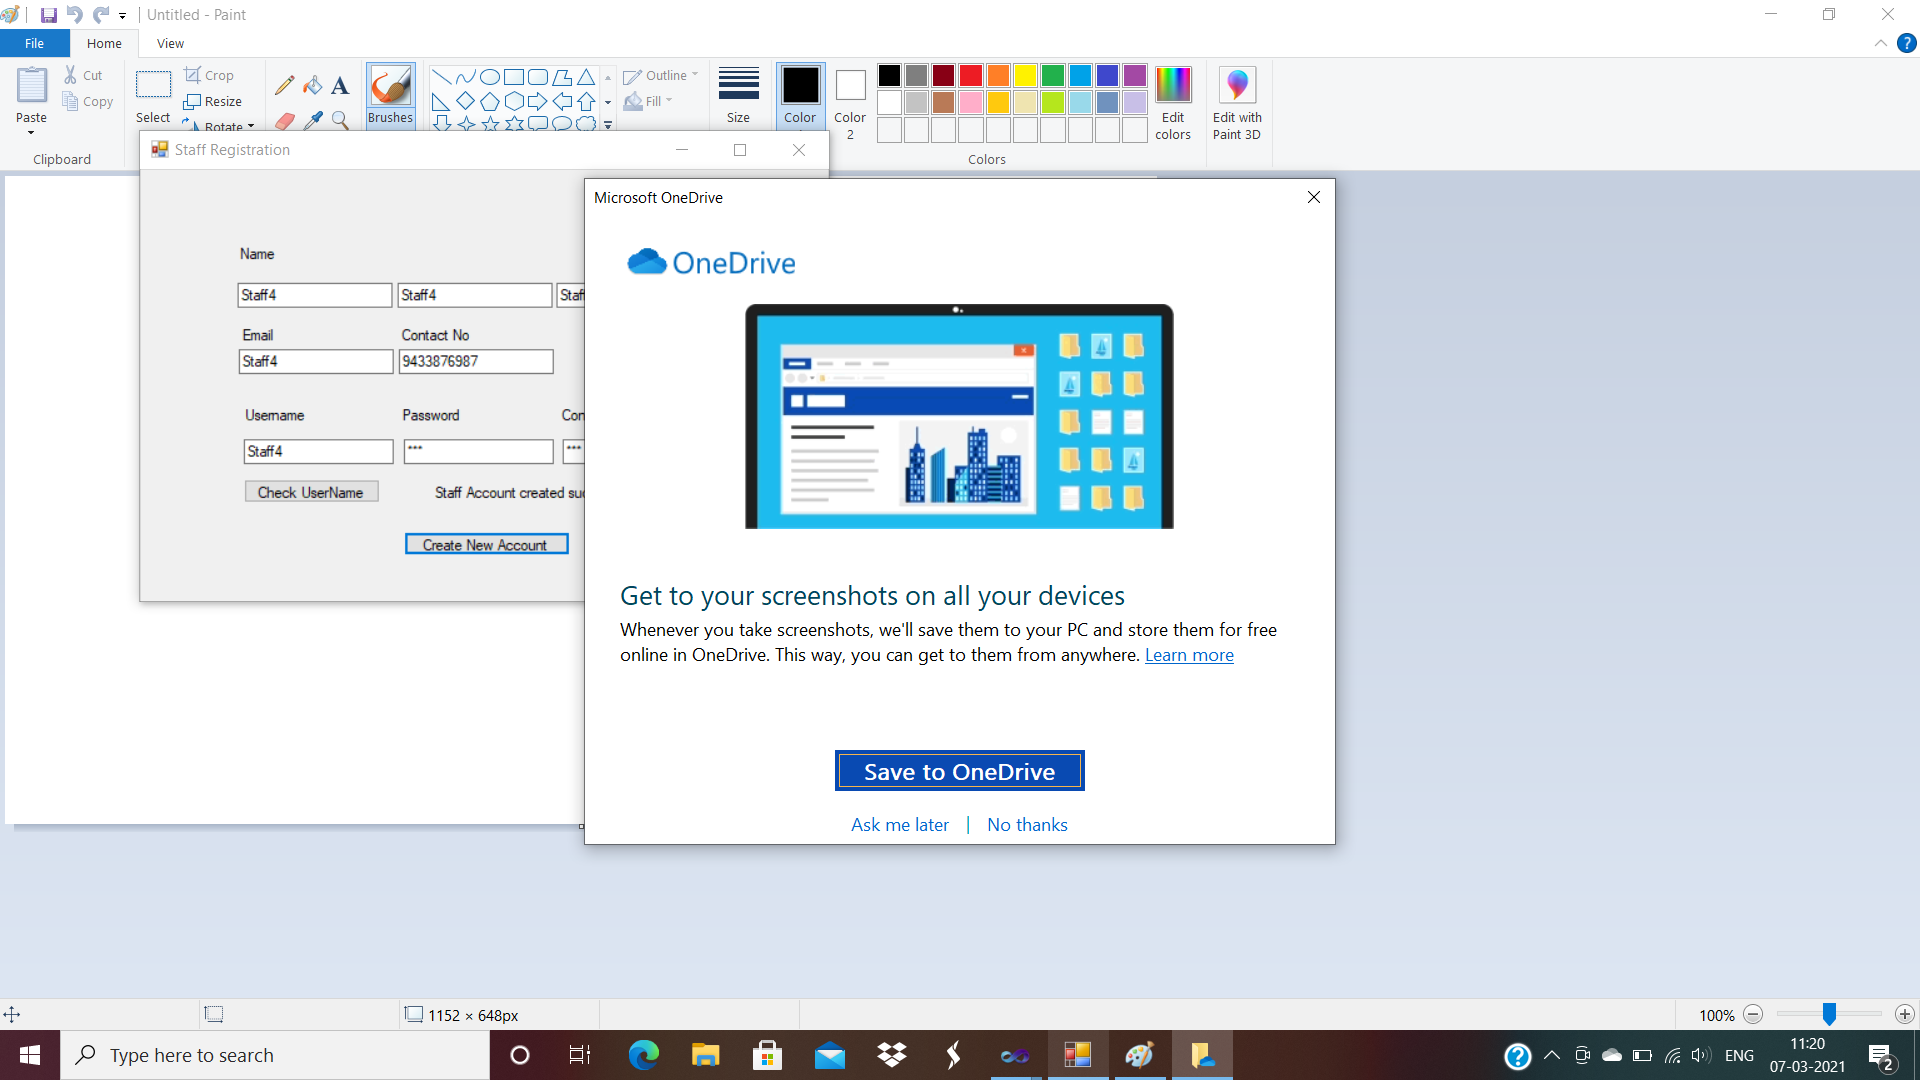 Untitled - Paint
File Home View
Paste
Cut
Copy
Clipboard
Select
Crop
Resize
Rotate
Brushes
Outline
Fill
Size
Color
Color
2
Edit
colors
Edit with
Paint 3D
Colors
Staff Registration
Name
Staff4 Staff4
Email Contact No
Staff4 9433876987
Username Password
Staff4 *** ***
Check UserName Staff Account created
Create New Account
Microsoft OneDrive
OneDrive
Get to your screenshots on all your devices
Whenever you take screenshots, we'll save them to your PC and store them for free
online in OneDrive. This way, you can get to them from anywhere. Learn more
Save to OneDrive
Ask me later | No thanks
1152 × 648px
100%
Type here to search
ENG
11:20
07-03-2021
2